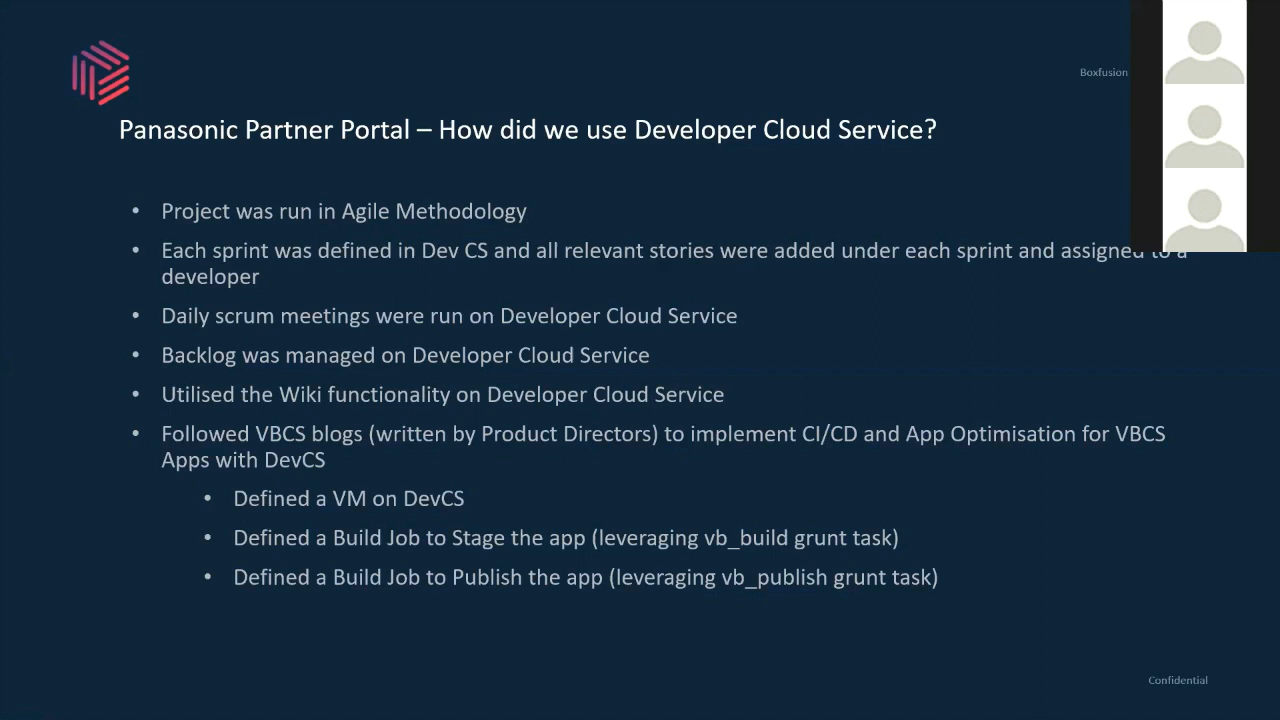 Boxfusion
Panasonic Partner Portal – How did we use Developer Cloud Service?
• Project was run in Agile Methodology
• Each sprint was defined in Dev CS and all relevant stories were added under each sprint and assigned to a
developer
• Daily scrum meetings were run on Developer Cloud Service
• Backlog was managed on Developer Cloud Service
• Utilised the Wiki functionality on Developer Cloud Service
• Followed VBCS blogs (written by Product Directors) to implement CI/CD and App Optimisation for VBCS
Apps with DevCS
• Defined a VM on DevCS
• Defined a Build Job to Stage the app (leveraging vb_build grunt task)
• Defined a Build Job to Publish the app (leveraging vb_publish grunt task)
Confidential